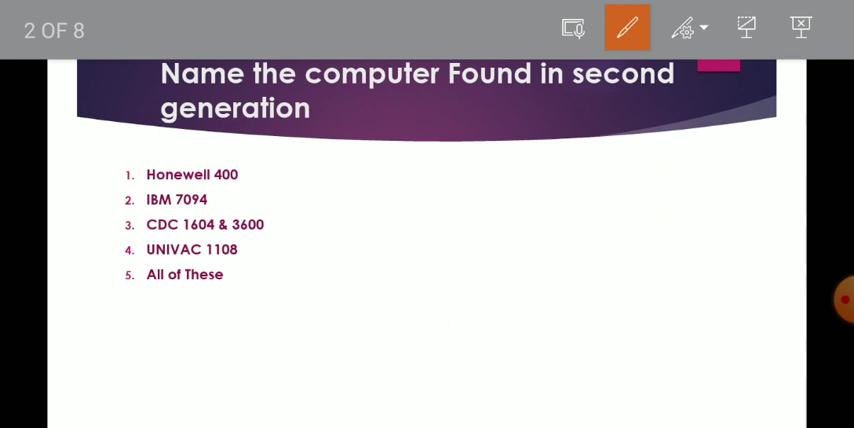 2 OF 8
Name the computer Found in second
generation
1. Honewell 400
2. IBM 7094
3. CDC 1604 & 3600
4. UNIVAC 1108
5. All of These